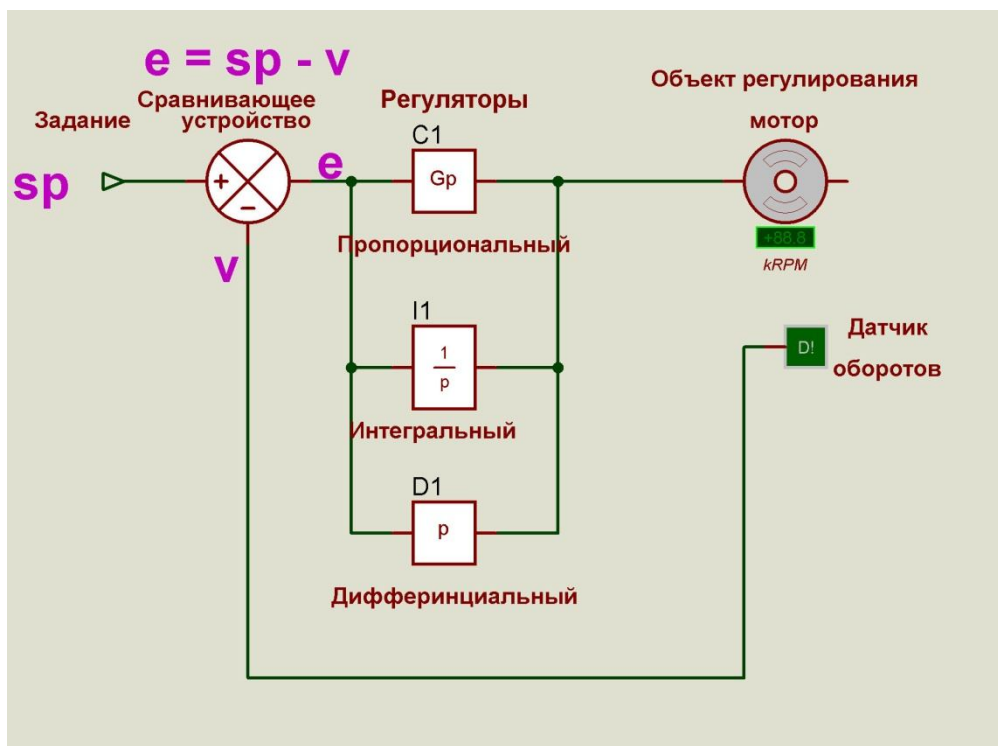 e = sp - v
Объект регулирования
Сравнивающее
Регуляторы
Задание
устройство
мотор
C1
sp
+
e
Gp
−
Пропорциональный
+88.8
v
kRPM
I1
Датчик
1
D!
p
оборотов
Интегральный
D1
p
Дифферинциальный